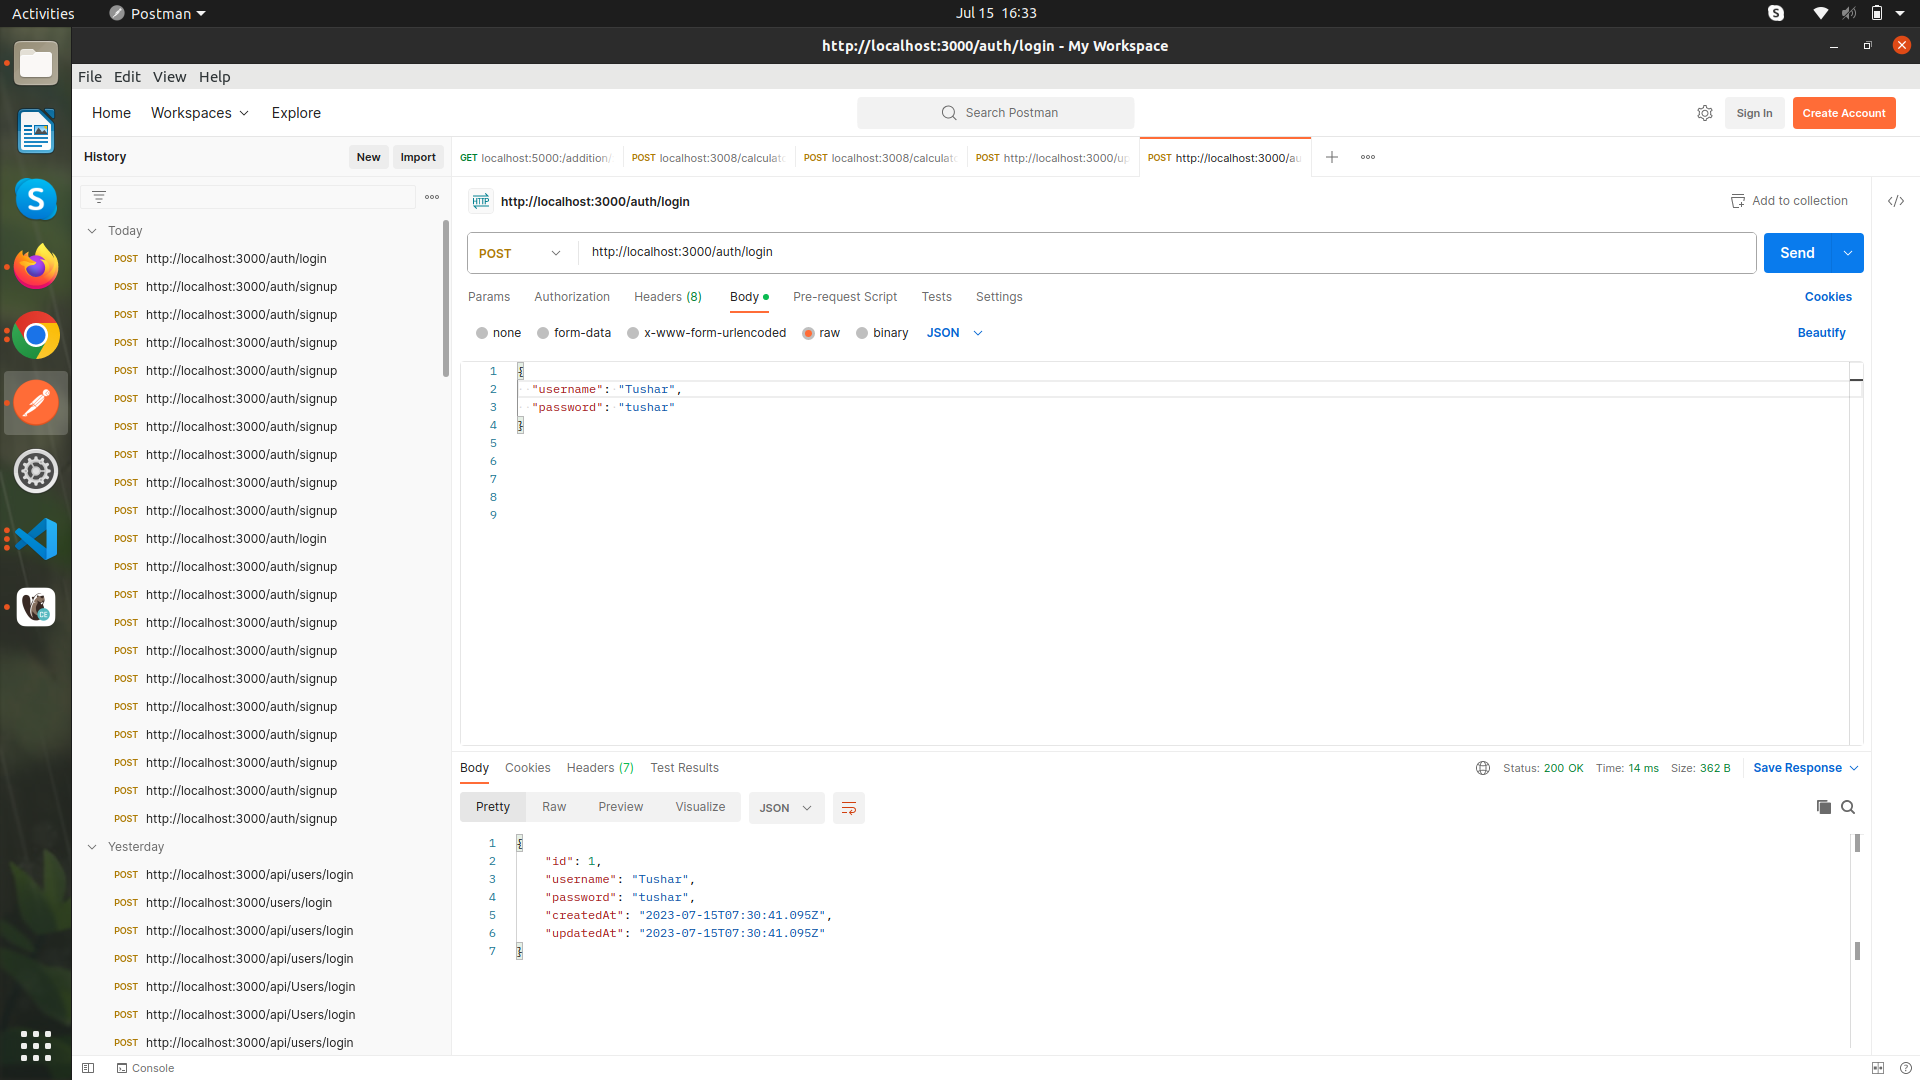 Activities
Postman
Jul 15 16:33
http://localhost:3000/auth/login - My Workspace
File Edit View Help
Home Workspaces Explore
Search Postman
Sign In
Create Account
History
New
Import
GET localhost:5000:/addition/
POST localhost:3008/calculato
POST localhost:3008/calculato
POST http://localhost:3000/up
POST http://localhost:3000/au
HTTP http://localhost:3000/auth/login
Add to collection
Today
POST http://localhost:3000/auth/login
POST http://localhost:3000/auth/signup
POST http://localhost:3000/auth/signup
POST http://localhost:3000/auth/signup
POST http://localhost:3000/auth/signup
POST http://localhost:3000/auth/signup
POST http://localhost:3000/auth/signup
POST http://localhost:3000/auth/signup
POST http://localhost:3000/auth/signup
POST http://localhost:3000/auth/signup
POST http://localhost:3000/auth/login
POST http://localhost:3000/auth/signup
POST http://localhost:3000/auth/signup
POST http://localhost:3000/auth/signup
POST http://localhost:3000/auth/signup
POST http://localhost:3000/auth/signup
POST http://localhost:3000/auth/signup
POST http://localhost:3000/auth/signup
POST http://localhost:3000/auth/signup
POST http://localhost:3000/auth/signup
POST http://localhost:3000/auth/signup
Yesterday
POST http://localhost:3000/api/users/login
POST http://localhost:3000/users/login
POST http://localhost:3000/api/users/login
POST http://localhost:3000/api/users/login
POST http://localhost:3000/api/Users/login
POST http://localhost:3000/api/Users/login
POST http://localhost:3000/api/users/login
POST http://localhost:3000/auth/login
Send
Params Authorization Headers (8) Body Pre-request Script Tests Settings
Cookies
none form-data x-www-form-urlencoded raw binary JSON
Beautify
1 {
2 "username": "Tushar",
3 "password": "tushar"
4 }
5
6
7
8
9
Body Cookies Headers (7) Test Results
Status: 200 OK Time: 14 ms Size: 362 B
Save Response
Pretty Raw Preview Visualize JSON
1 {
2 "id": 1,
3 "username": "Tushar",
4 "password": "tushar",
5 "createdAt": "2023-07-15T07:30:41.095Z",
6 "updatedAt": "2023-07-15T07:30:41.095Z"
7 }
Console